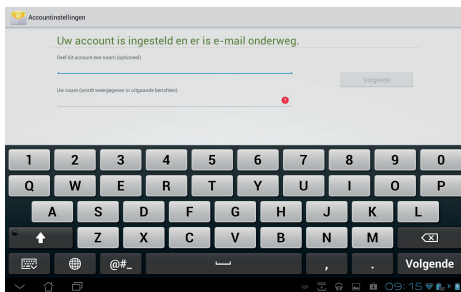 Accountinstellingen
Uw account is ingesteld en er is e-mail onderweg.
Geef dit account een naam (optioneel)
Volgende
Uw naam (wordt weergegeven in uitgaande berichten)
1 2 3 4 5 6 7 8 9 0
Q W E R T Y U I O P
A S D F G H J K L
Z X C V B N M
@#_ , . Volgende
09:15